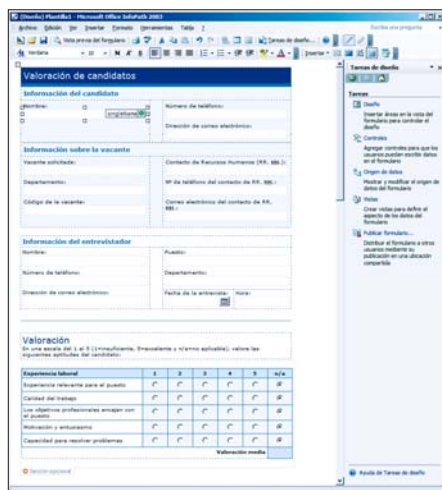 (Diseño) Plantilla1 - Microsoft Office InfoPath 2003
Archivo Edición Ver Insertar Formato Herramientas Tabla ?
Escriba una pregunta
Vista previa del formulario
Tareas de diseño...
Verdana 10 N K S
Insertar
Valoración de candidatos
Información del candidato
Nombre:
singleName
Número de teléfono:
Dirección de correo electrónico:
Información sobre la vacante
Vacante solicitada:
Contacto de Recursos Humanos (RR. HH.):
Departamento:
Nº de teléfono del contacto de RR. HH.:
Código de la vacante:
Correo electrónico del contacto de RR. HH.:
Información del entrevistador
Nombre:
Puesto:
Número de teléfono:
Departamento:
Dirección de correo electrónico:
Fecha de la entrevista:
Hora:
Valoración
En una escala del 1 al 5 (1=insuficiente, 5=excelente y n/a=no aplicable), valore las
siguientes aptitudes del candidato:
Experiencia laboral 1 2 3 4 5 n/a
Experiencia relevante para el puesto
Calidad del trabajo
Los objetivos profesionales encajan con
el puesto
Motivación y entusiasmo
Capacidad para resolver problemas
Valoración media
Sección opcional
Tareas de diseño
Tareas
Diseño
Insertar áreas en la vista del
formulario para controlar el
diseño
Controles
Agregar controles para que los
usuarios puedan escribir datos
en el formulario
Origen de datos
Mostrar y modificar el origen de
datos del formulario
Vistas
Crear vistas para definir el
aspecto de los datos del
formulario
Publicar formulario...
Distribuir el formulario a otros
usuarios mediante su
publicación en una ubicación
compartida
Ayuda de Tareas de diseño